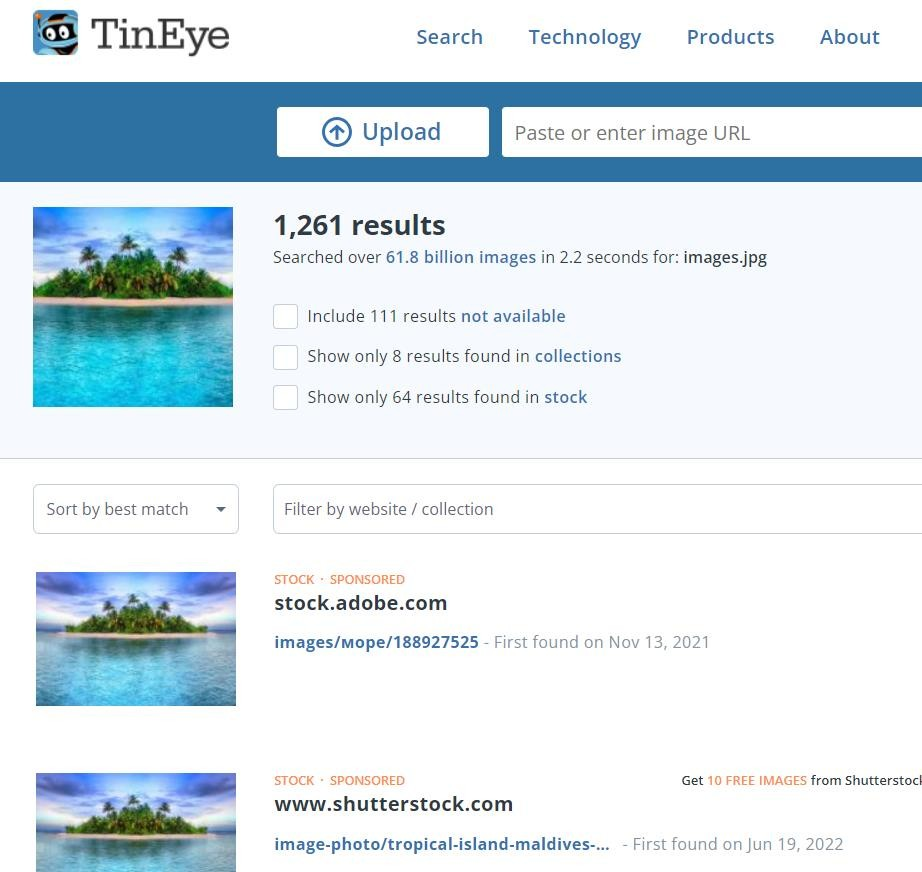 TinEye
Search Technology Products About
Upload Paste or enter image URL
1,261 results
Searched over 61.8 billion images in 2.2 seconds for: images.jpg
Include 111 results not available
Show only 8 results found in collections
Show only 64 results found in stock
Sort by best match Filter by website / collection
STOCK · SPONSORED
stock.adobe.com
images/море/188927525 - First found on Nov 13, 2021
STOCK · SPONSORED Get 10 FREE IMAGES from Shutterstock
www.shutterstock.com
image-photo/tropical-island-maldives-... - First found on Jun 19, 2022